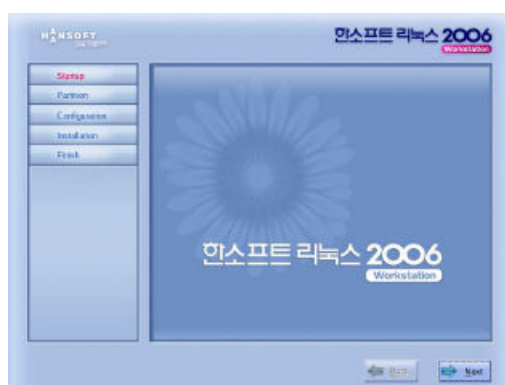 HANSOFT
한소프트 리눅스 2006
Workstation
Startup
Partition
Configuration
Installation
Finish
한소프트 리눅스 2006
Workstation
Back
Next